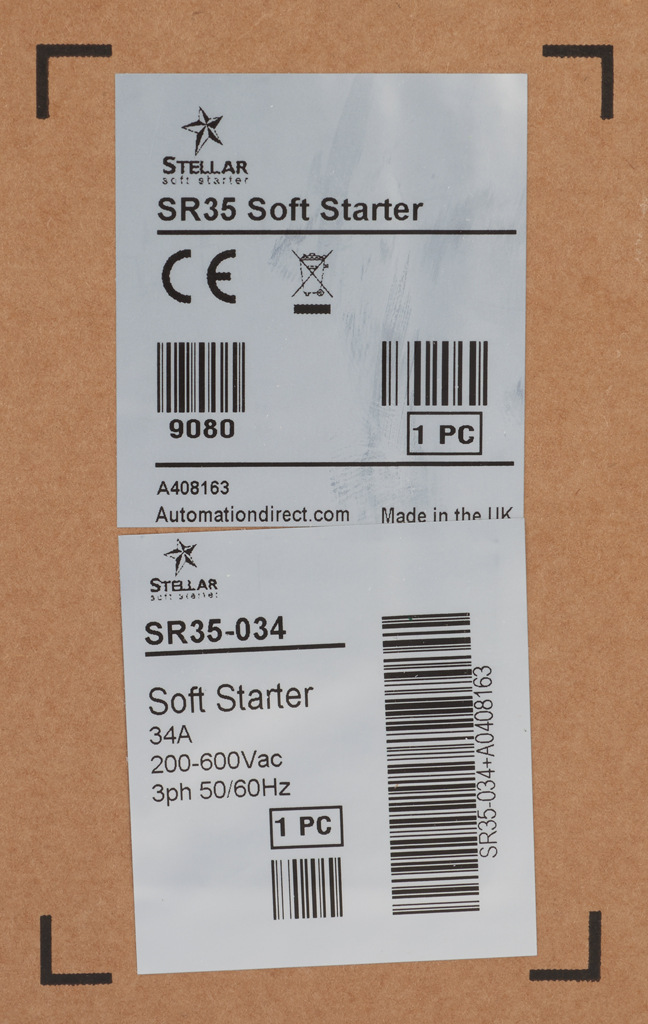 STELLAR
soft starter
SR35 Soft Starter
CE
9080
1 PC
A408163
Automationdirect.com Made in the UK
STELLAR
soft starter
SR35-034
Soft Starter
34A
200-600Vac
3ph 50/60Hz
1 PC
SR35-034+A0408163